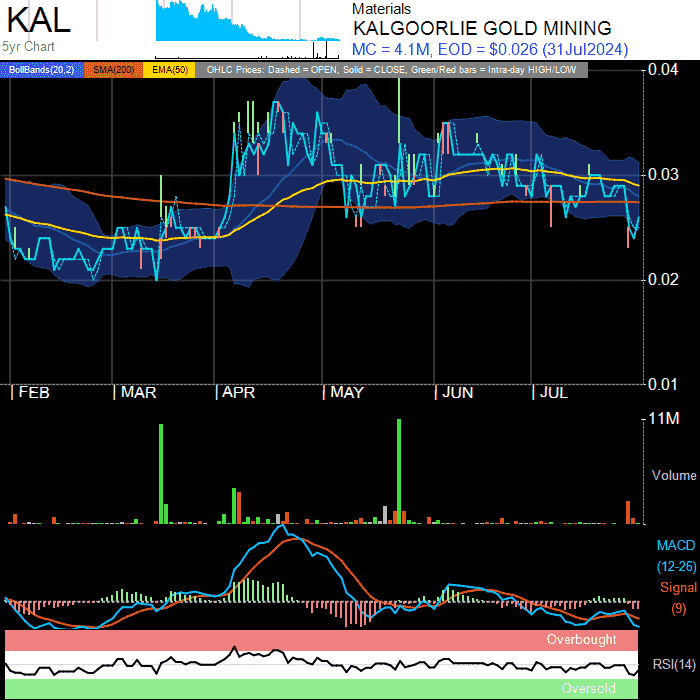 KAL
5yr Chart
Materials
KALGOORLIE GOLD MINING
MC = 4.1M, EOD = $0.026 (31Jul2024)
BollBands(20,2) SMA(200) EMA(50) OHLC Prices: Dashed = OPEN, Solid = CLOSE, Green/Red bars = Intra-day HIGH/LOW
0.04
0.03
0.02
0.01
FEB MAR APR MAY JUN JUL
11M
Volume
MACD
(12-26)
Signal
(9)
Overbought
RSI(14)
Oversold